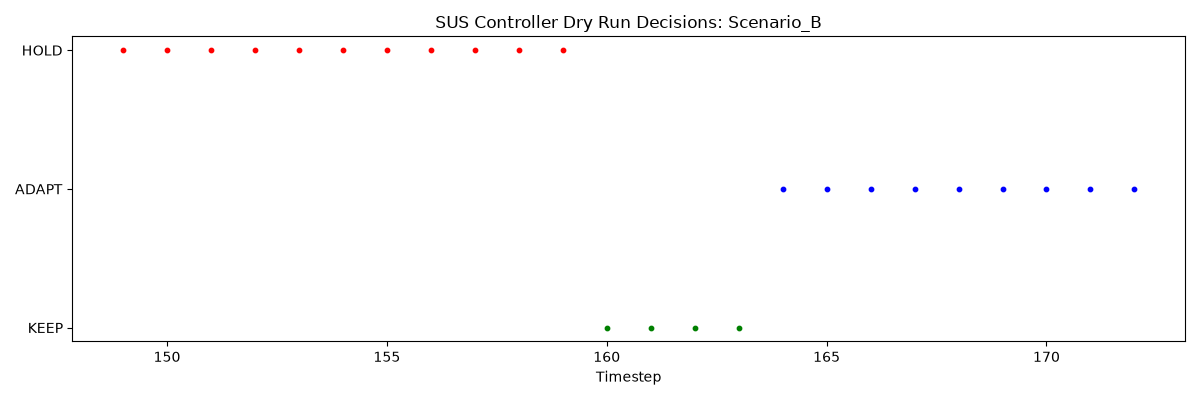 SUS Controller Dry Run Decisions: Scenario_B
HOLD
ADAPT
KEEP
150 155 160 165 170
Timestep